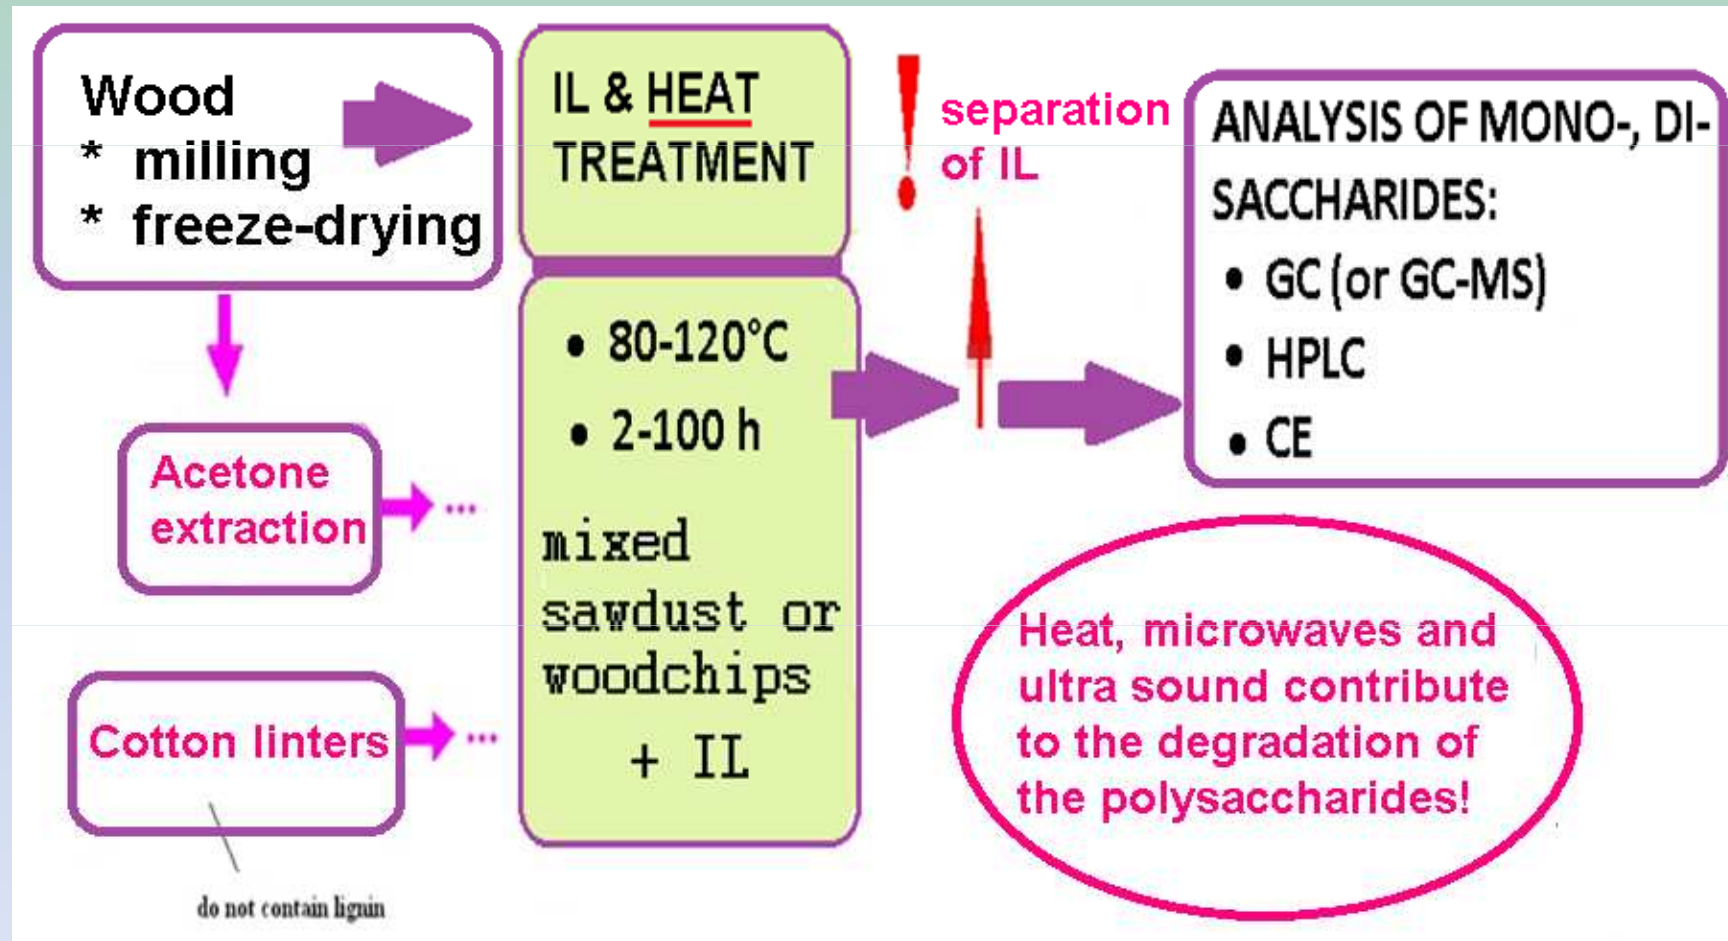 Wood
* milling
* freeze-drying
IL & HEAT
TREATMENT
separation
of IL
ANALYSIS OF MONO-, DI-
SACCHARIDES:
• GC (or GC-MS)
• HPLC
• CE
• 80-120°C
• 2-100 h
mixed
sawdust or
woodchips
+ IL
Acetone
extraction
...
Cotton linters
...
do not contain lignin
Heat, microwaves and
ultra sound contribute
to the degradation of
the polysaccharides!